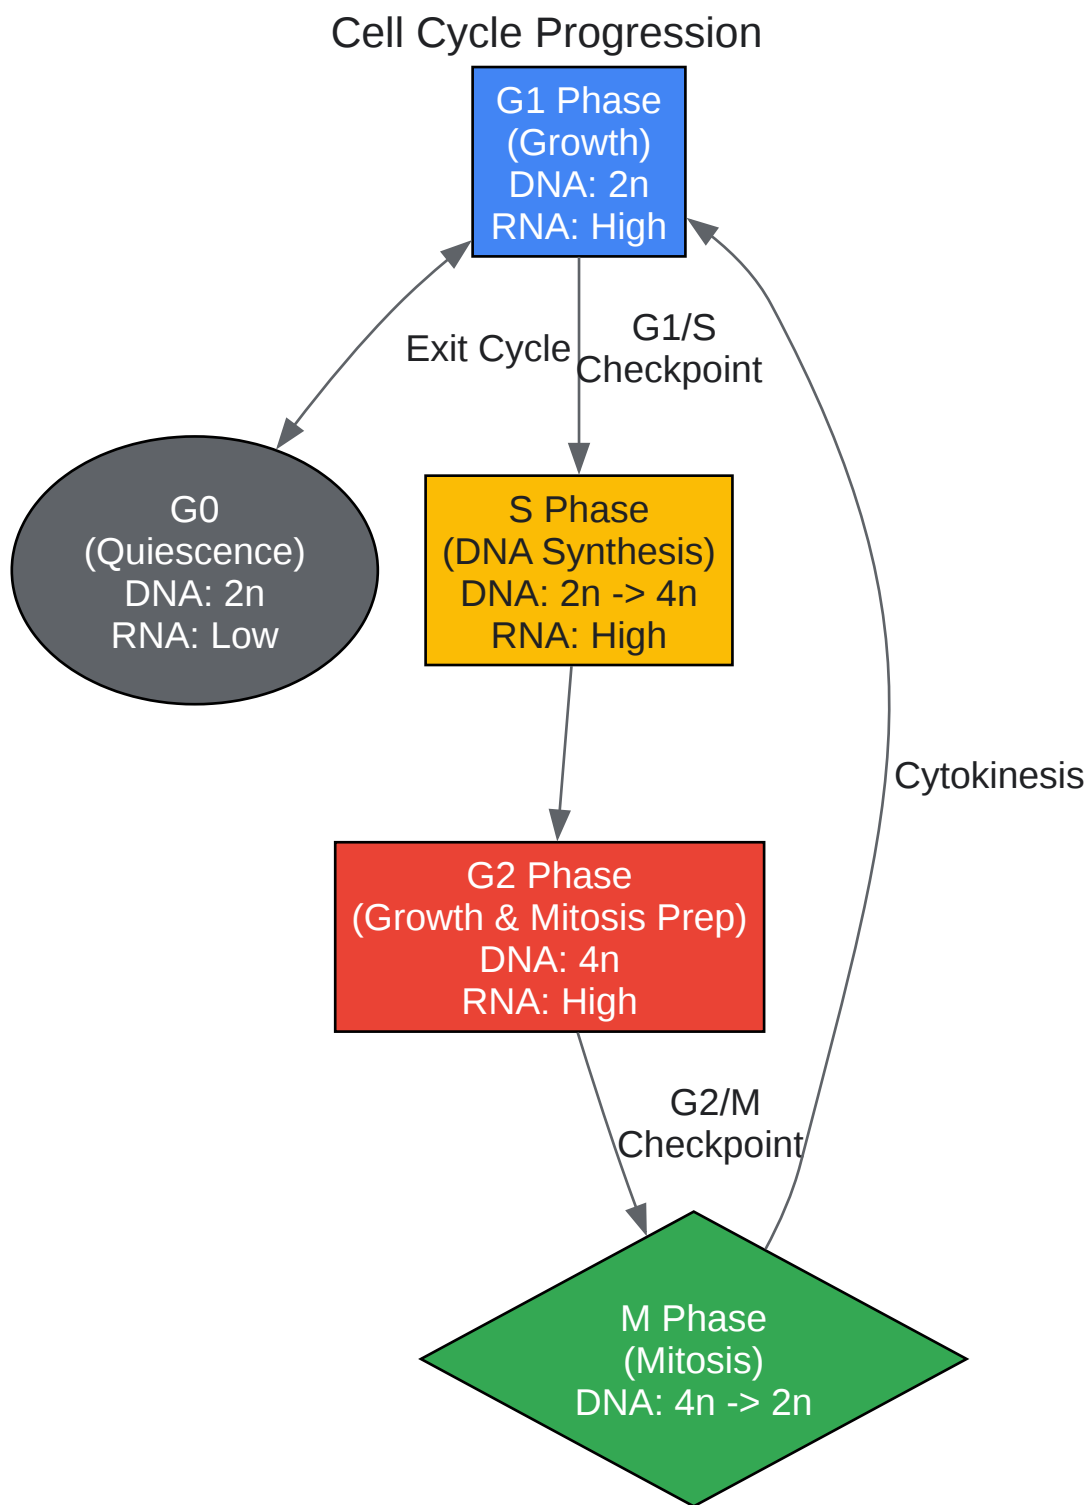 Cell Cycle Progression
G1 Phase
(Growth)
DNA: 2n
RNA: High
Exit Cycle
G1/S
Checkpoint
G0
(Quiescence)
DNA: 2n
RNA: Low
S Phase
(DNA Synthesis)
DNA: 2n -> 4n
RNA: High
Cytokinesis
G2 Phase
(Growth & Mitosis Prep)
DNA: 4n
RNA: High
G2/M
Checkpoint
M Phase
(Mitosis)
DNA: 4n -> 2n